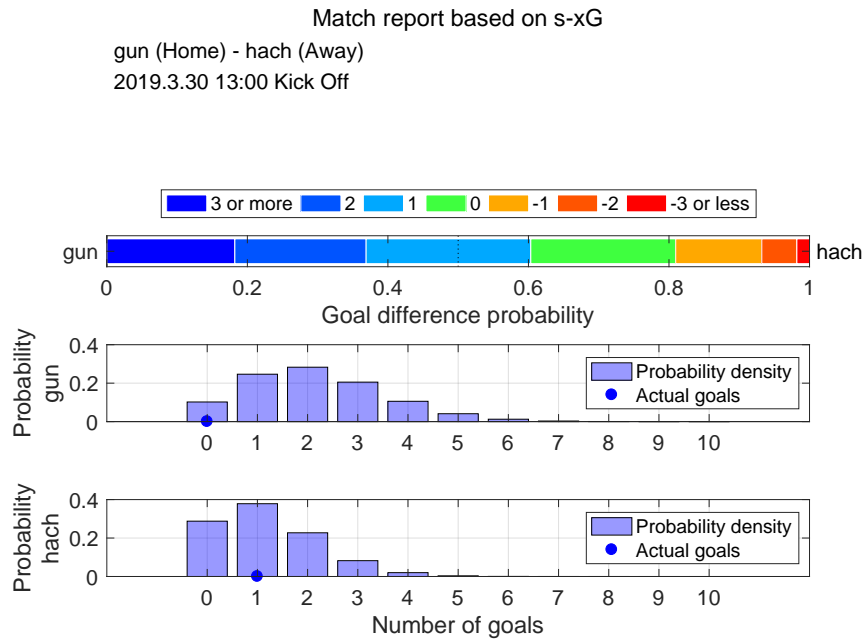 Match report based on s-xG
gun (Home) - hach (Away)
2019.3.30 13:00 Kick Off
3 or more 2 1 0 -1 -2 -3 or less
gun hach
0 0.2 0.4 0.6 0.8 1
Goal difference probability
Probability
gun
0.4
0.2
0
Probability density
Actual goals
0 1 2 3 4 5 6 7 8 9 10
Probability
hach
0.4
0.2
0
Probability density
Actual goals
0 1 2 3 4 5 6 7 8 9 10
Number of goals